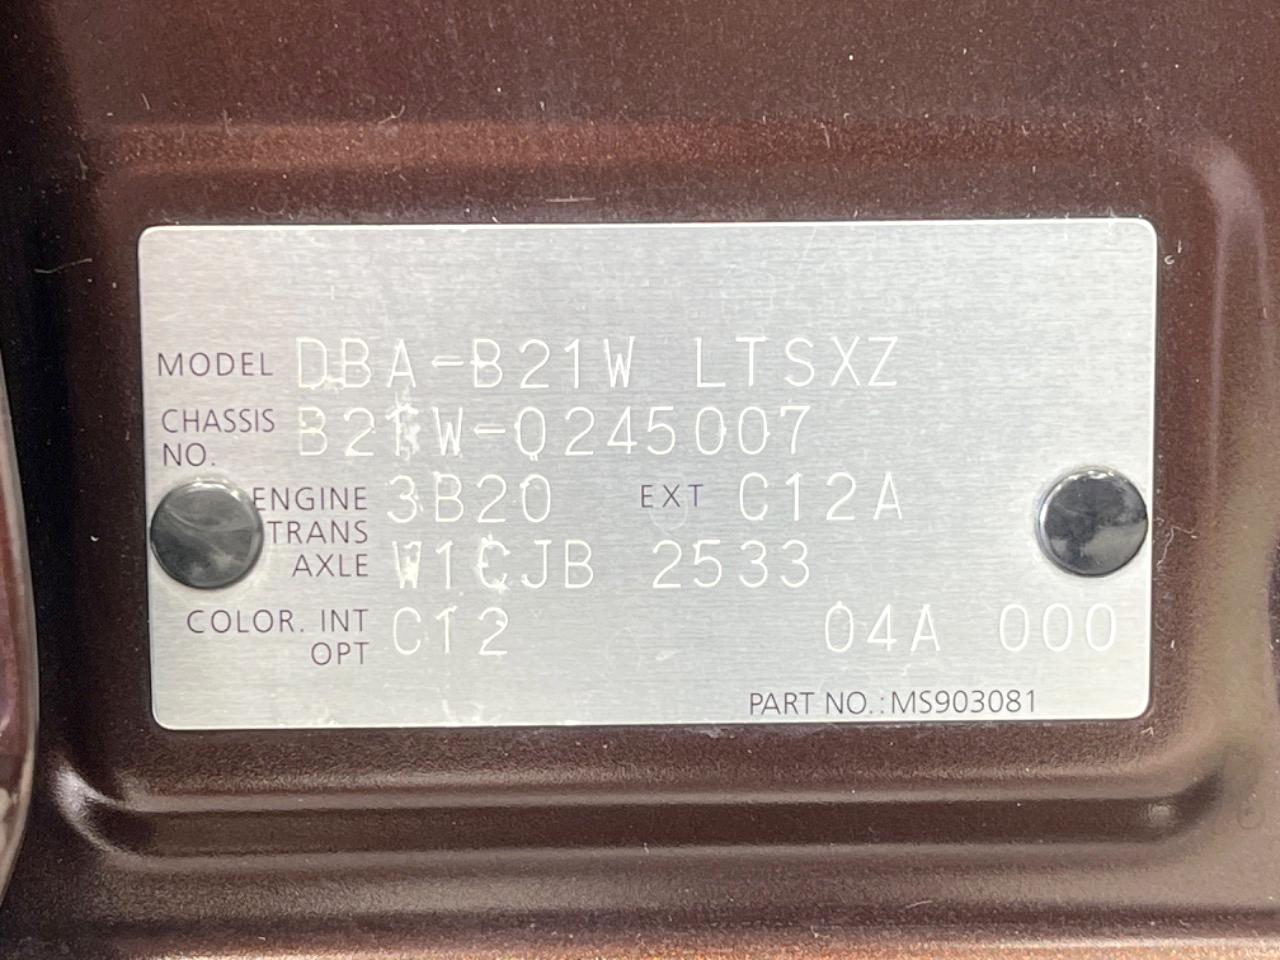 MODEL DBA-B21W LTSXZ
CHASSIS NO. B21W-0245007
ENGINE 3B20 EXT C12A
TRANS AXLE W1CJB 2533
COLOR. INT OPT C12 04A 000
PART NO.:MS903081